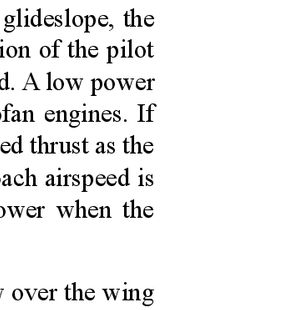 glideslope, the
ion of the pilot
d. A low power
ofan engines. If
ed thrust as the
ach airspeed is
ower when the
over the wing